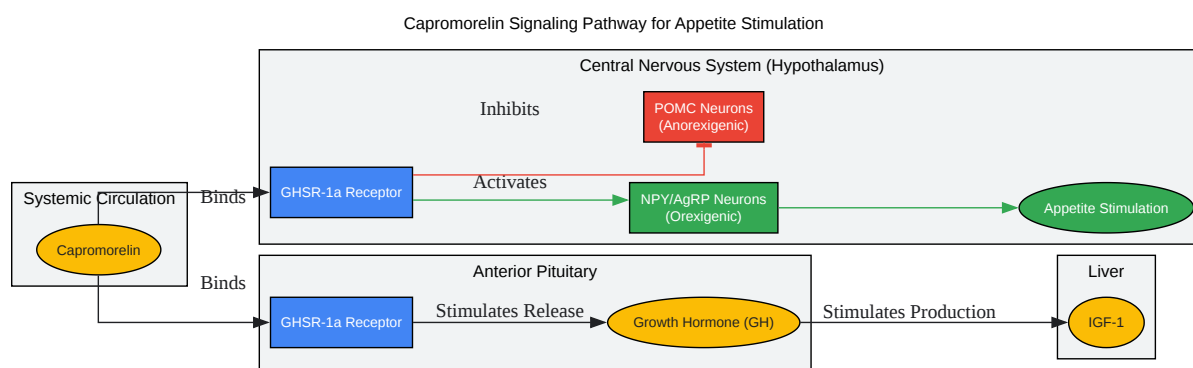 Capromorelin Signaling Pathway for Appetite Stimulation
Central Nervous System (Hypothalamus)
Inhibits
POMC Neurons
(Anorexigenic)
Systemic Circulation
Binds
GHSR-1a Receptor
Activates
NPY/AgRP Neurons
(Orexigenic)
Appetite Stimulation
Capromorelin
Binds
Anterior Pituitary
GHSR-1a Receptor
Stimulates Release
Growth Hormone (GH)
Stimulates Production
Liver
IGF-1